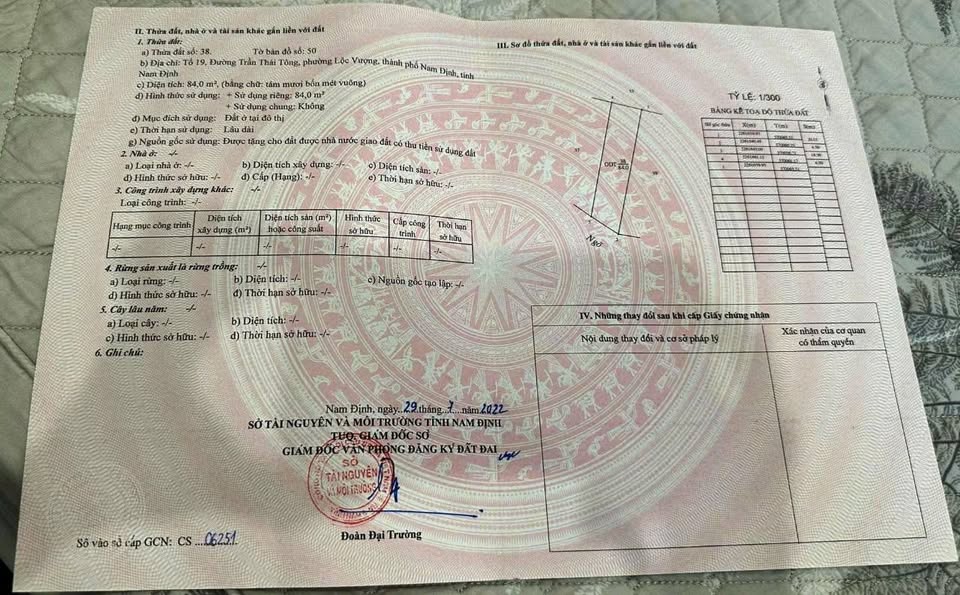 II. Thửa đất, nhà ở và tài sản khác gắn liền với đất
1. Thửa đất:
a) Thửa đất số: 38. Tờ bản đồ số: 50
b) Địa chỉ: Tổ 19, Đường Trần Thái Tông, phường Lộc Vượng, thành phố Nam Định, tỉnh
Nam Định
c) Diện tích: 84,0 m², (bằng chữ: tám mươi bốn mét vuông)
d) Hình thức sử dụng: + Sử dụng riêng: 84,0 m²
+ Sử dụng chung: Không
đ) Mục đích sử dụng: Đất ở tại đô thị
e) Thời hạn sử dụng: Lâu dài
g) Nguồn gốc sử dụng: Được tặng cho đất được nhà nước giao đất có thu tiền sử dụng đất
2. Nhà ở: -/-
a) Loại nhà ở: -/- b) Diện tích xây dựng: -/- c) Diện tích sàn: -/-
d) Hình thức sở hữu: -/- đ) Cấp (Hạng): -/- e) Thời hạn sở hữu: -/-
3. Công trình xây dựng khác: -/-
Loại công trình: -/-
Hạng mục công trình Diện tích xây dựng (m²) Diện tích sàn (m²) hoặc công suất Hình thức sở hữu Cấp công trình Thời hạn sở hữu
-/- -/- -/- -/- -/- -/-
4. Rừng sản xuất là rừng trồng: -/-
a) Loại rừng: -/- b) Diện tích: -/- c) Nguồn gốc tạo lập: -/-
d) Hình thức sở hữu: -/- đ) Thời hạn sở hữu: -/-
5. Cây lâu năm: -/-
a) Loại cây: -/- b) Diện tích: -/-
c) Hình thức sở hữu: -/- d) Thời hạn sở hữu: -/-
6. Ghi chú:
Nam Định, ngày 29 tháng 7 năm 2022
SỞ TÀI NGUYÊN VÀ MÔI TRƯỜNG TỈNH NAM ĐỊNH
TUQ. GIÁM ĐỐC SỞ
GIÁM ĐỐC VĂN PHÒNG ĐĂNG KÝ ĐẤT ĐAI
SỞ
TÀI NGUYÊN
VÀ MÔI TRƯỜNG
Đoàn Đại Trường
Số vào sổ cấp GCN: CS ....06251
III. Sơ đồ thửa đất, nhà ở và tài sản khác gắn liền với đất
TỶ LỆ: 1/300
BẢNG KÊ TOẠ ĐỘ THỬA ĐẤT
ODT 38
84.0
Ngõ
IV. Những thay đổi sau khi cấp Giấy chứng nhận
Nội dung thay đổi và cơ sở pháp lý
Xác nhận của cơ quan
có thẩm quyền